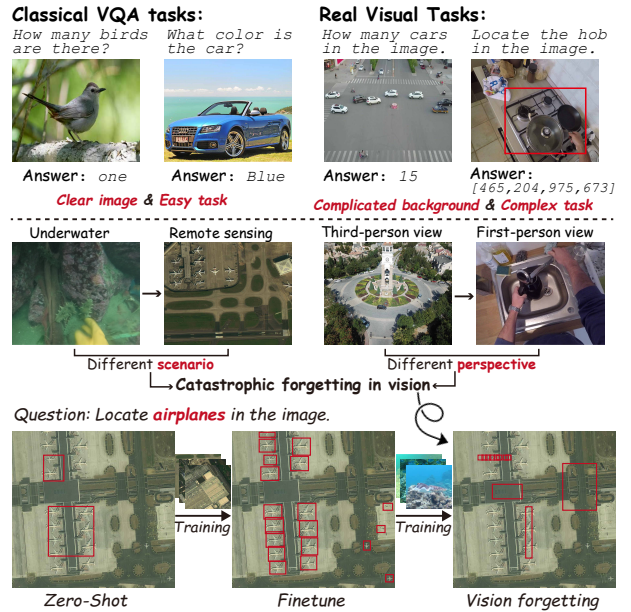 Classical VQA tasks:
How many birds
are there?
What color is
the car?
Answer: one
Answer: Blue
Clear image & Easy task
Real Visual Tasks:
How many cars
in the image.
Locate the hob
in the image.
Answer: 15
Answer:
[465,204,975,673]
Complicated background & Complex task
Underwater
Remote sensing
Third-person view
First-person view
Different scenario
Different perspective
Catastrophic forgetting in vision
Question: Locate airplanes in the image.
Training
Training
Zero-Shot
Finetune
Vision forgetting